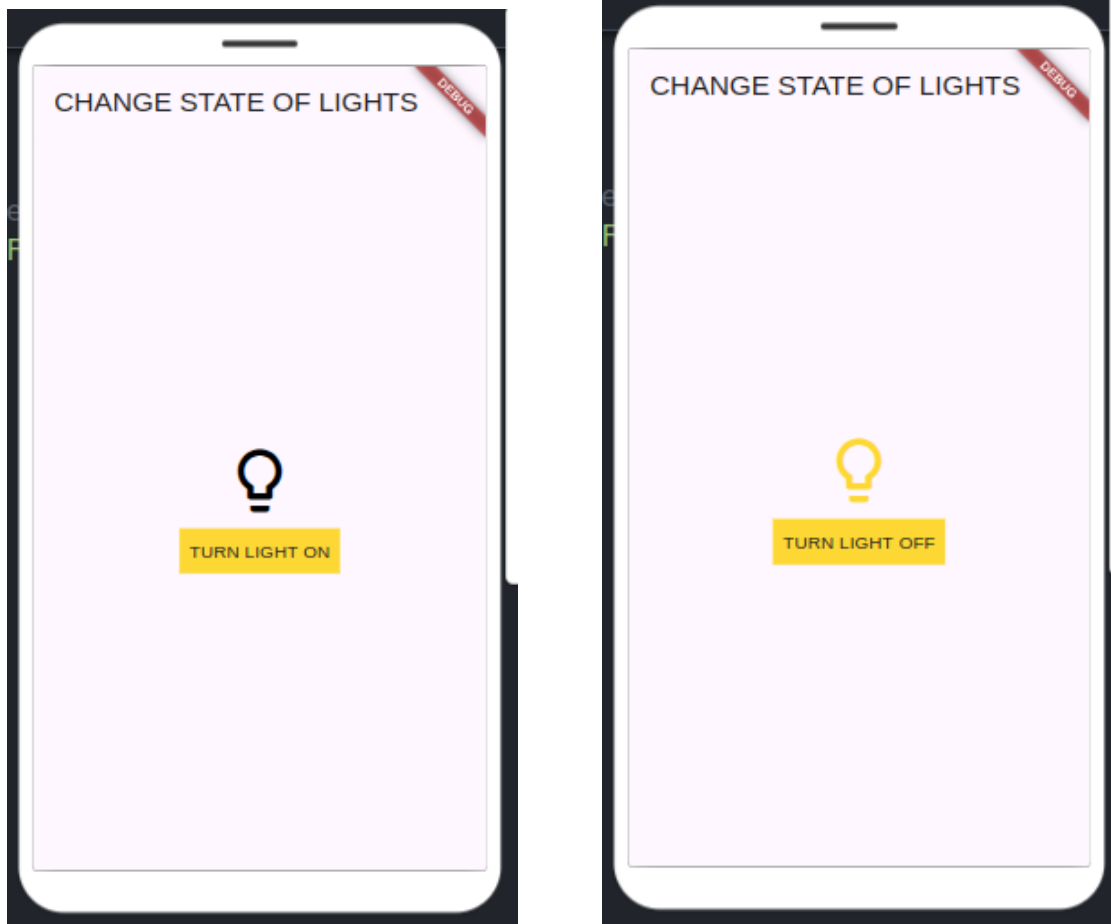 CHANGE STATE OF LIGHTS
DEBUG
e
F
TURN LIGHT ON
CHANGE STATE OF LIGHTS
DEBUG
e
F
TURN LIGHT OFF